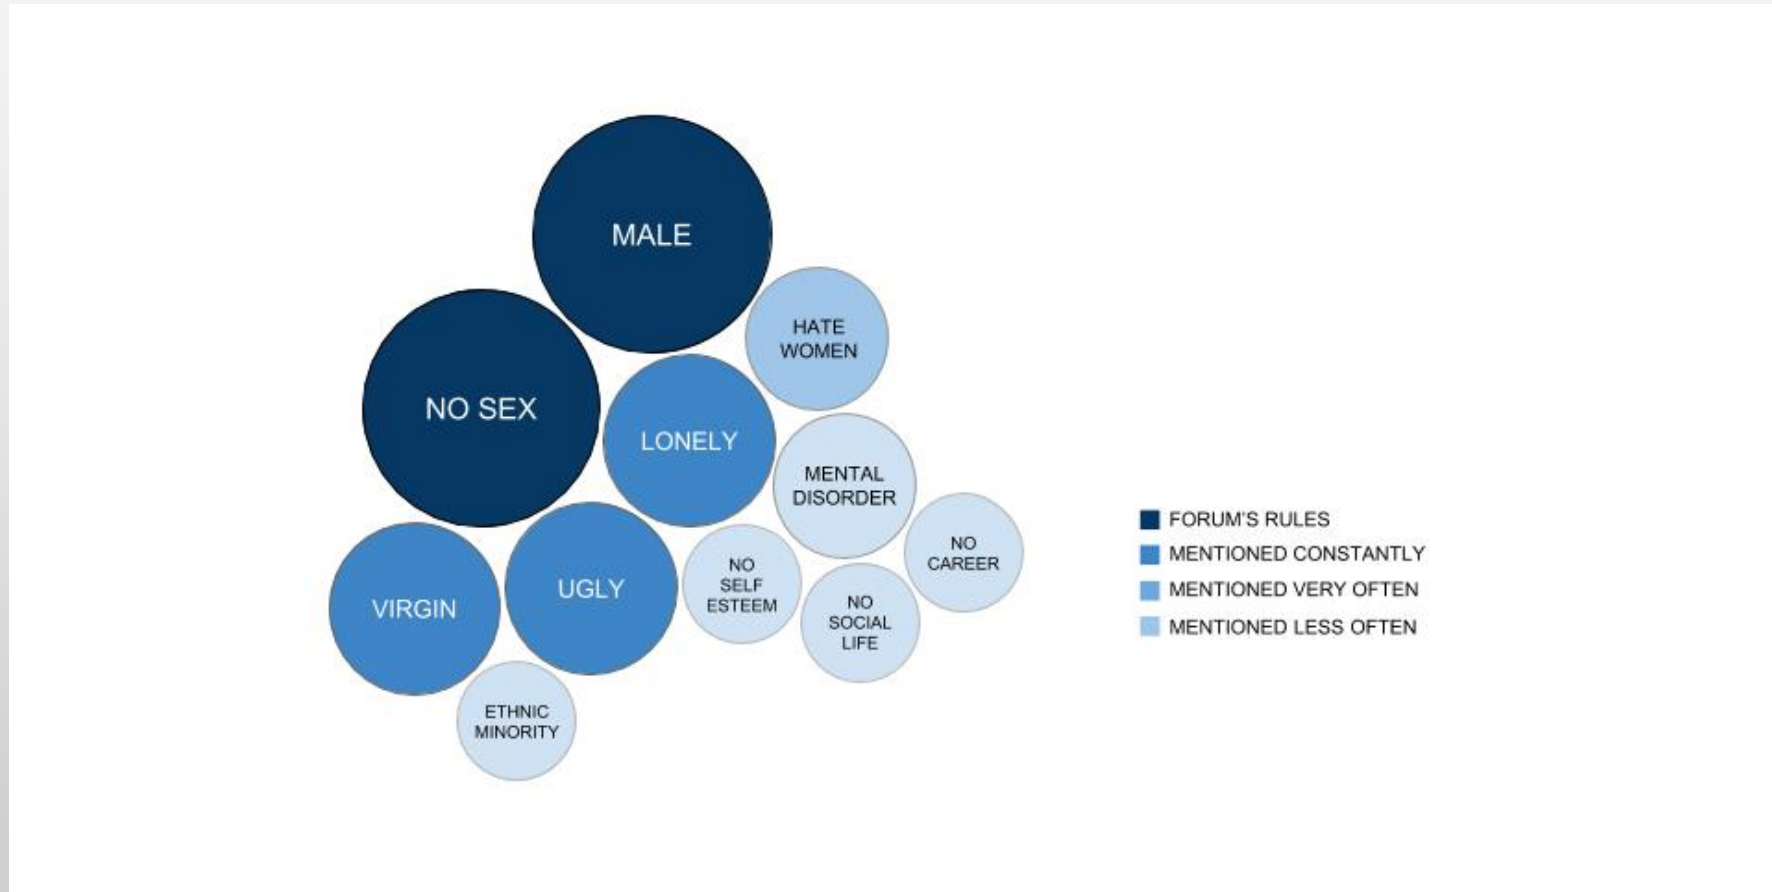 MALE
HATE
WOMEN
NO SEX
LONELY
MENTAL
DISORDER
NO
CAREER
UGLY
NO
SELF
ESTEEM
VIRGIN
NO
SOCIAL
LIFE
ETHNIC
MINORITY
FORUM'S RULES
MENTIONED CONSTANTLY
MENTIONED VERY OFTEN
MENTIONED LESS OFTEN